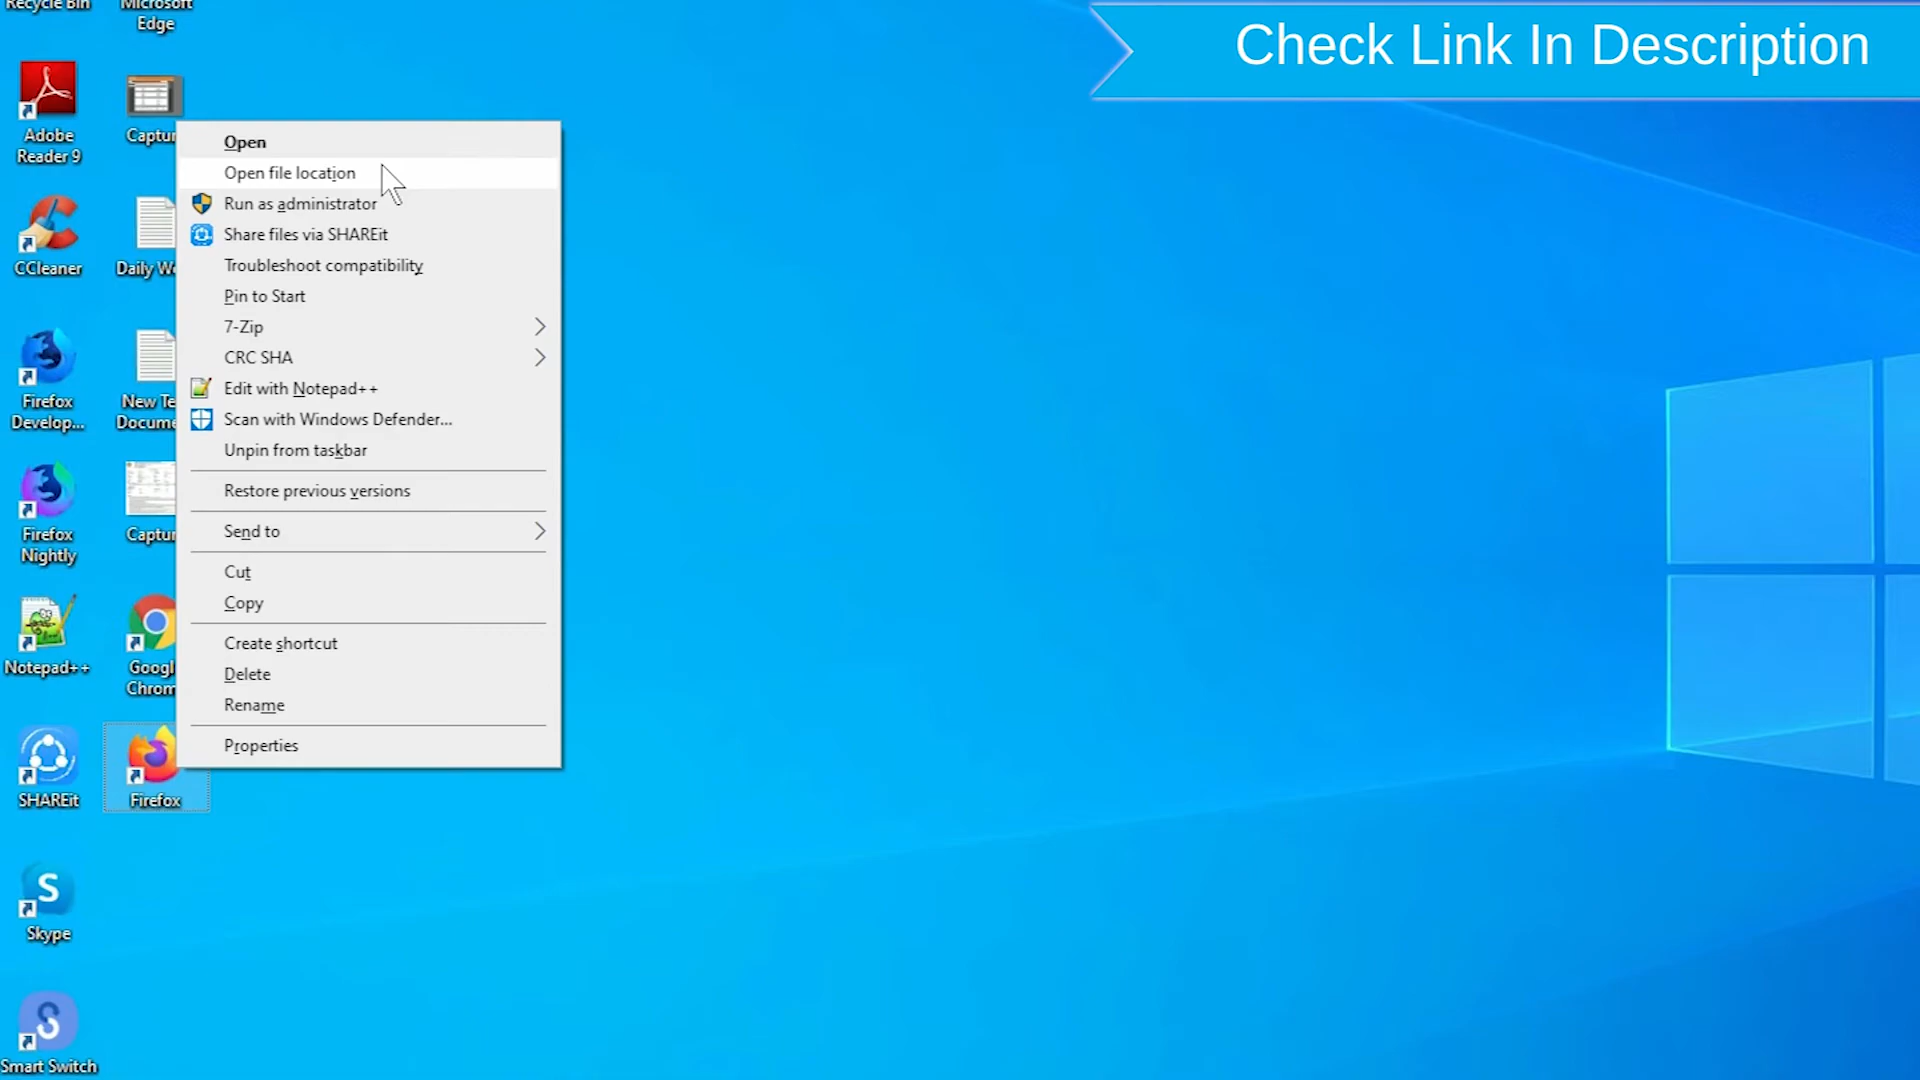 Recycle Bin
Microsoft
Edge
Check Link In Description
Adobe
Reader 9
Captur
CCleaner
Daily Wo
Firefox
Develop...
New Te
Docume
Firefox
Nightly
Captur
Notepad++
Googl
Chrom
SHAREit
Firefox
Skype
Smart Switch
Open
Open file location
Run as administrator
Share files via SHAREit
Troubleshoot compatibility
Pin to Start
7-Zip
CRC SHA
Edit with Notepad++
Scan with Windows Defender...
Unpin from taskbar
Restore previous versions
Send to
Cut
Copy
Create shortcut
Delete
Rename
Properties